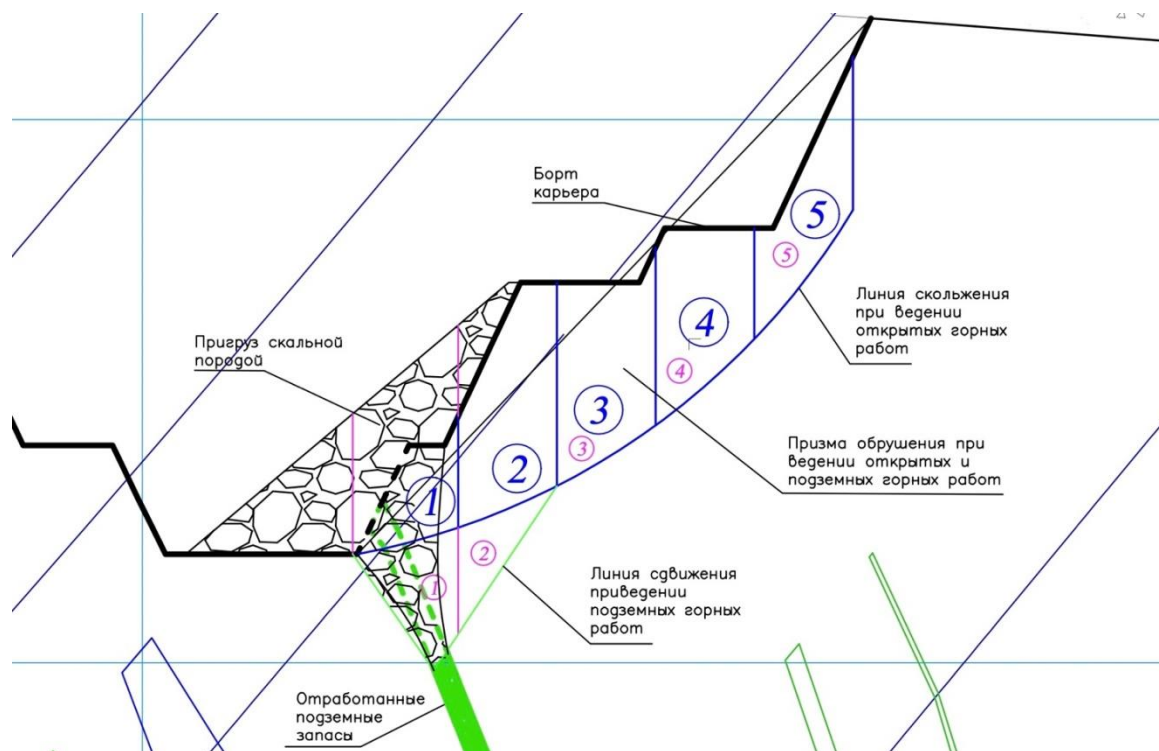 Борт
карьера
5
5
Линия скольжения
при ведении
открытых горных
работ
Пригруз скальной
породой
4
4
3
3
Призма обрушения при
ведении открытых и
подземных горных работ
2
1
2
1
Линия сдвижения
приведении
подземных горных
работ
Отработанные
подземные
запасы